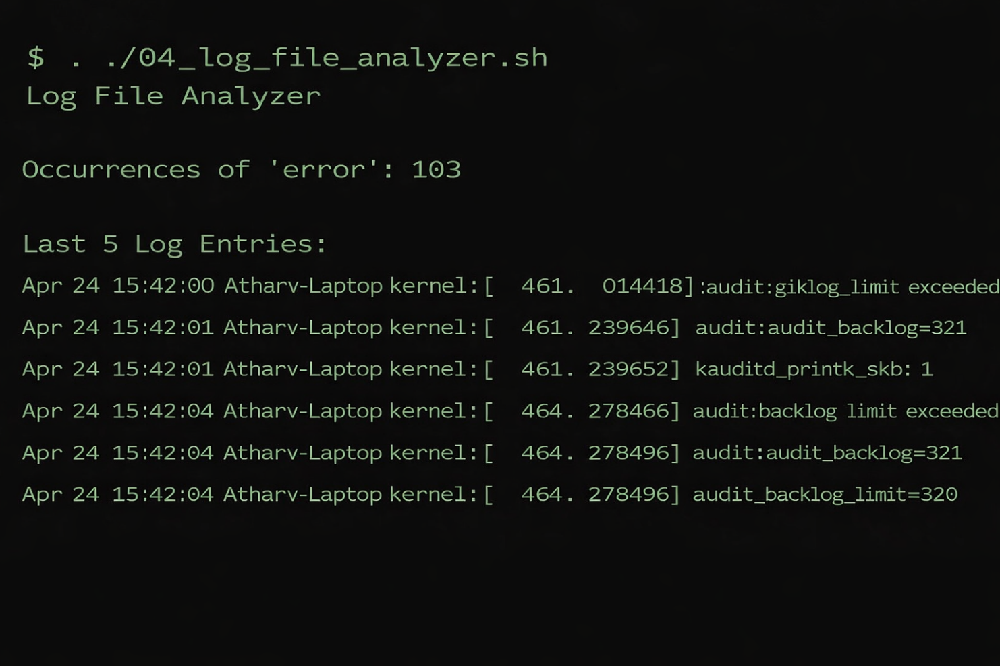 $ . ./04_log_file_analyzer.sh
Log File Analyzer
Occurrences of 'error': 103
Last 5 Log Entries:
Apr 24 15:42:00 Atharv-Laptop kernel:[ 461. 014418] :audit:giklog_limit exceeded
Apr 24 15:42:01 Atharv-Laptop kernel:[ 461. 239646] audit:audit_backlog=321
Apr 24 15:42:01 Atharv-Laptop kernel:[ 461. 239652] kauditd_printk_skb: 1
Apr 24 15:42:04 Atharv-Laptop kernel:[ 464. 278466] audit:backlog limit exceeded
Apr 24 15:42:04 Atharv-Laptop kernel:[ 464. 278496] audit:audit_backlog=321
Apr 24 15:42:04 Atharv-Laptop kernel:[ 464. 278496] audit_backlog_limit=320